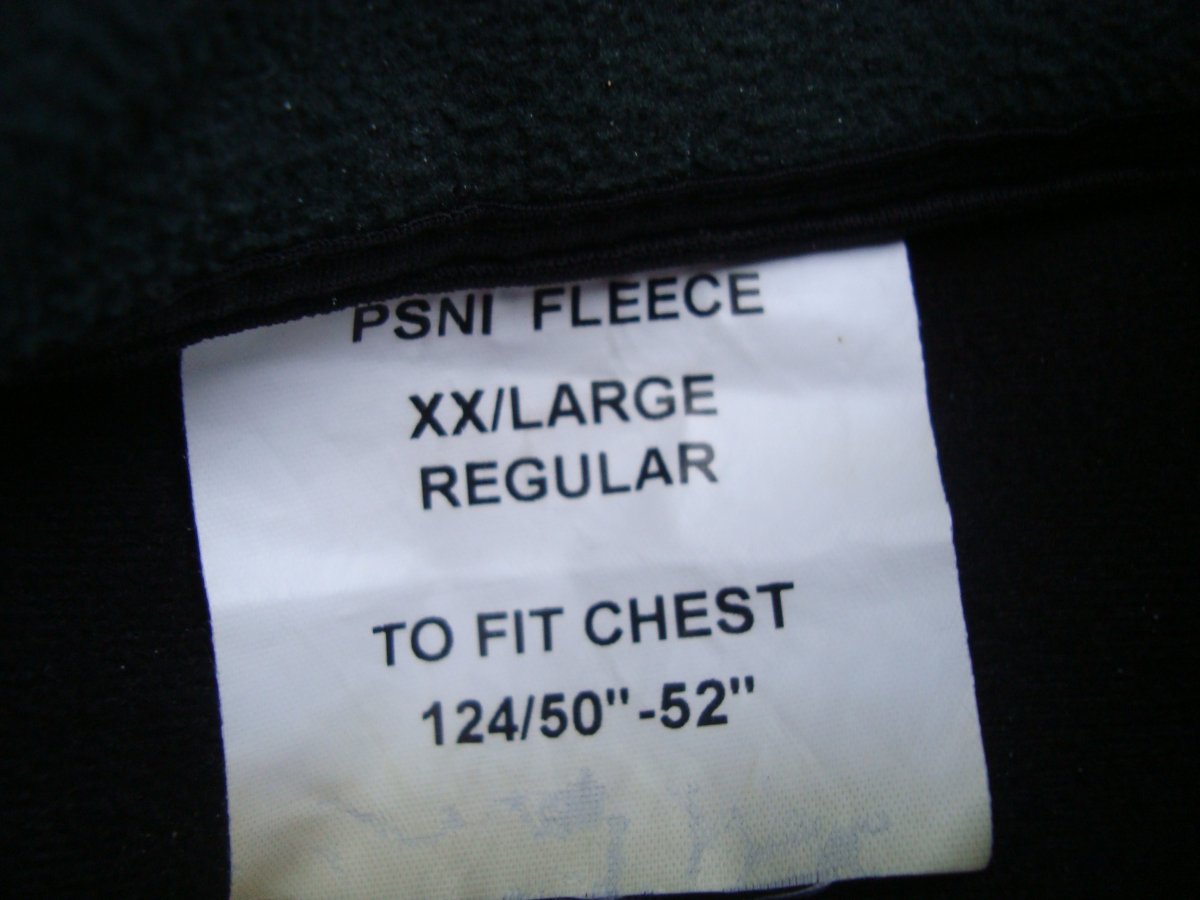 PSNI FLEECE
XX/LARGE
REGULAR
TO FIT CHEST
124/50"-52"